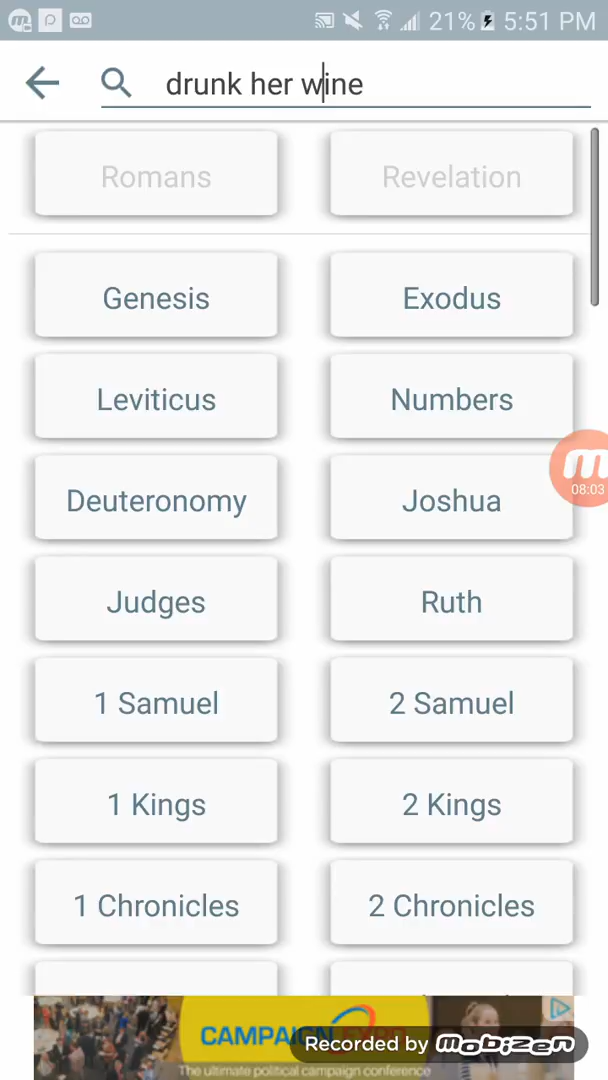 21% 5:51 PM
drunk her wine
Romans Revelation
Genesis Exodus
Leviticus Numbers
08:03
Deuteronomy Joshua
Judges Ruth
1 Samuel 2 Samuel
1 Kings 2 Kings
1 Chronicles 2 Chronicles
CAMPAIGN
Recorded by mobizen
The ultimate political campaign conference